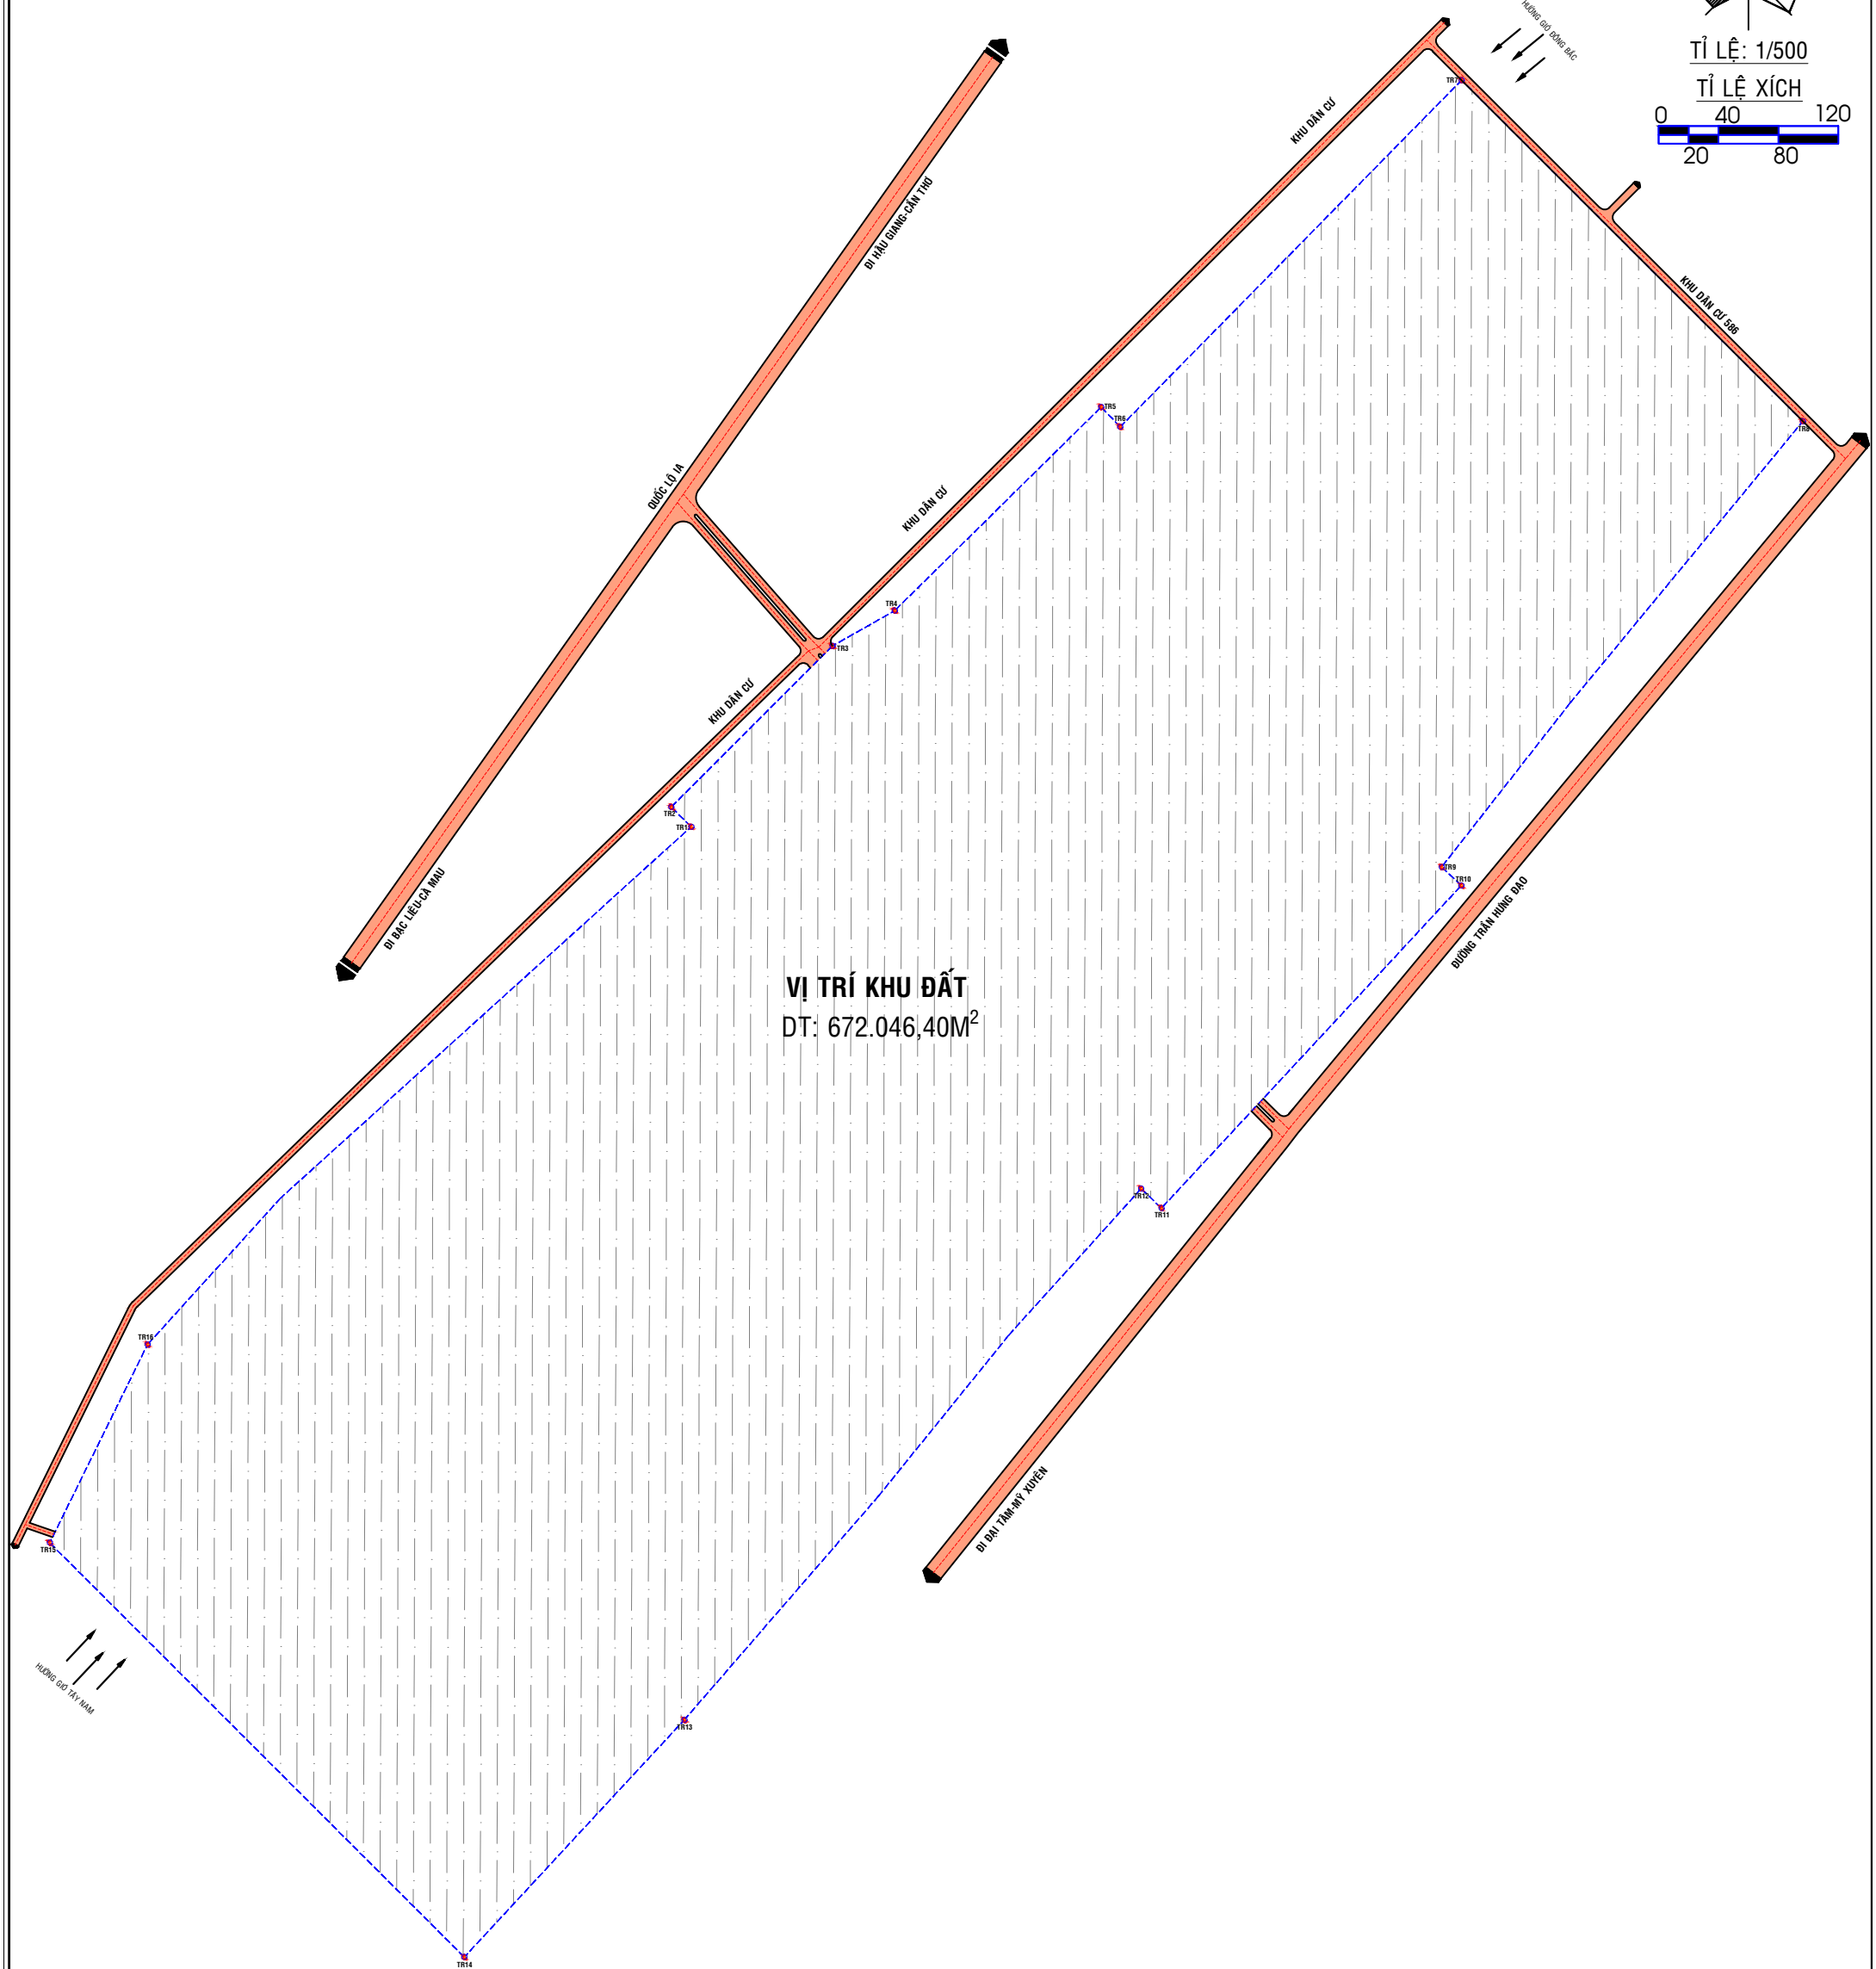 HƯỚNG GIÓ ĐÔNG BẮC
TỈ LỆ: 1/500
TỈ LỆ XÍCH
0 40 120
20 80
TR7
KHU DÂN CƯ
ĐI HẬU GIANG-CẦN THƠ
KHU DÂN CƯ 586
TR5
TR6
TR8
QUỐC LỘ IA
KHU DÂN CƯ
TR4
TR3
KHU DÂN CƯ
TR2
TR1
TR9
TR10
ĐI BẠC LIÊU-CÀ MAU
ĐƯỜNG TRẦN HƯNG ĐẠO
VỊ TRÍ KHU ĐẤT
DT: 672.046,40M²
TR12
TR11
TR16
ĐI ĐẠI TÂM-MỸ XUYÊN
TR15
HƯỚNG GIÓ TÂY NAM
TR13
TR14